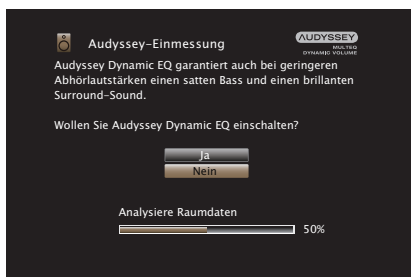 Audyssey-Einmessung
AUDYSSEY
MULTEQ
DYNAMIC VOLUME
Audyssey Dynamic EQ garantiert auch bei geringeren
Abhörlautstärken einen satten Bass und einen brillanten
Surround-Sound.
Wollen Sie Audyssey Dynamic EQ einschalten?
Ja
Nein
Analysiere Raumdaten
50%